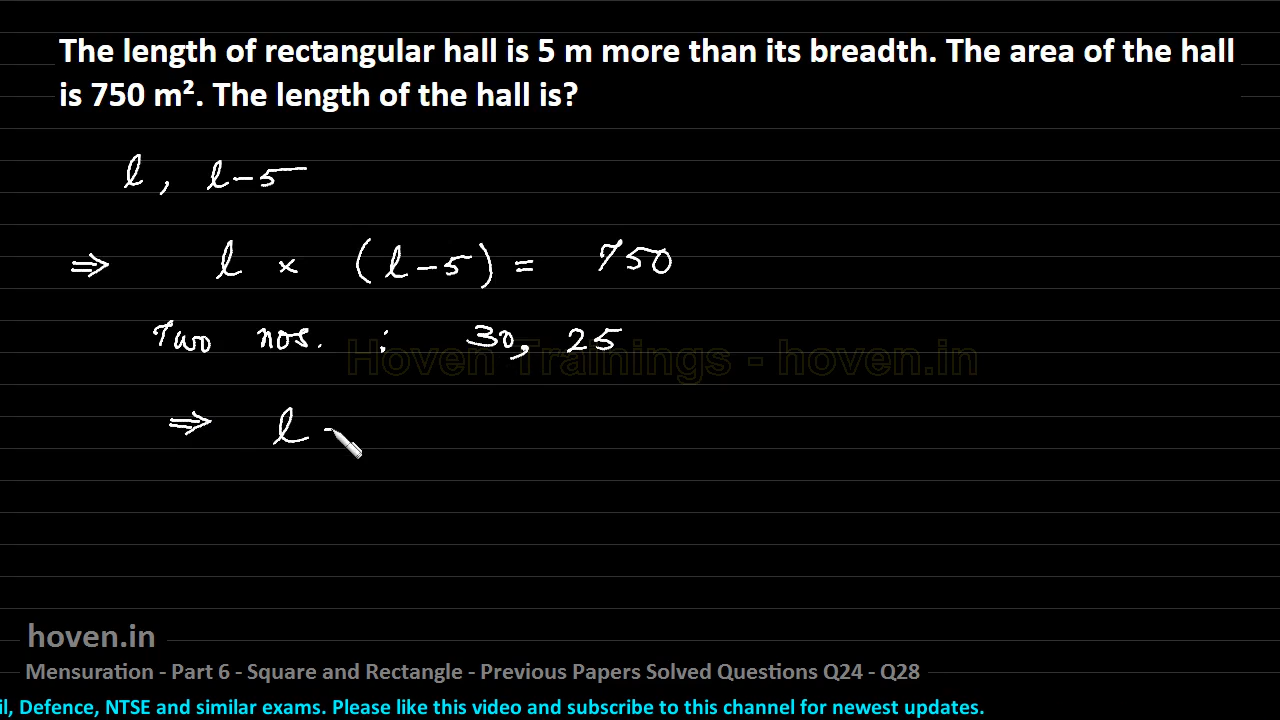 The length of rectangular hall is 5 m more than its breadth. The area of the hall
is 750 m². The length of the hall is?
l, l-5
⇒ l × (l-5) = 750
Two nos. : 30, 25
Hoven Trainings - hoven.in
⇒ l -
hoven.in
Mensuration - Part 6 - Square and Rectangle - Previous Papers Solved Questions Q24 - Q28
il, Defence, NTSE and similar exams. Please like this video and subscribe to this channel for newest updates.